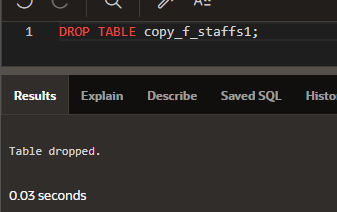 1 DROP TABLE copy_f_staffs1;
Results Explain Describe Saved SQL Histo
Table dropped.
0.03 seconds